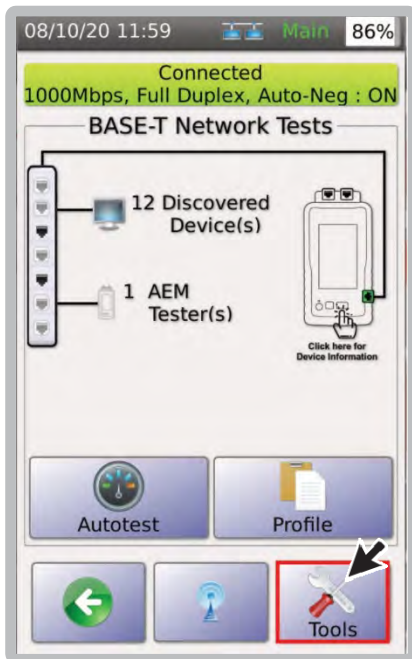 08/10/20 11:59 Main 86%
Connected
1000Mbps, Full Duplex, Auto-Neg : ON
BASE-T Network Tests
12 Discovered
Device(s)
1 AEM
Tester(s)
Click here for
Device Information
Autotest Profile
Tools